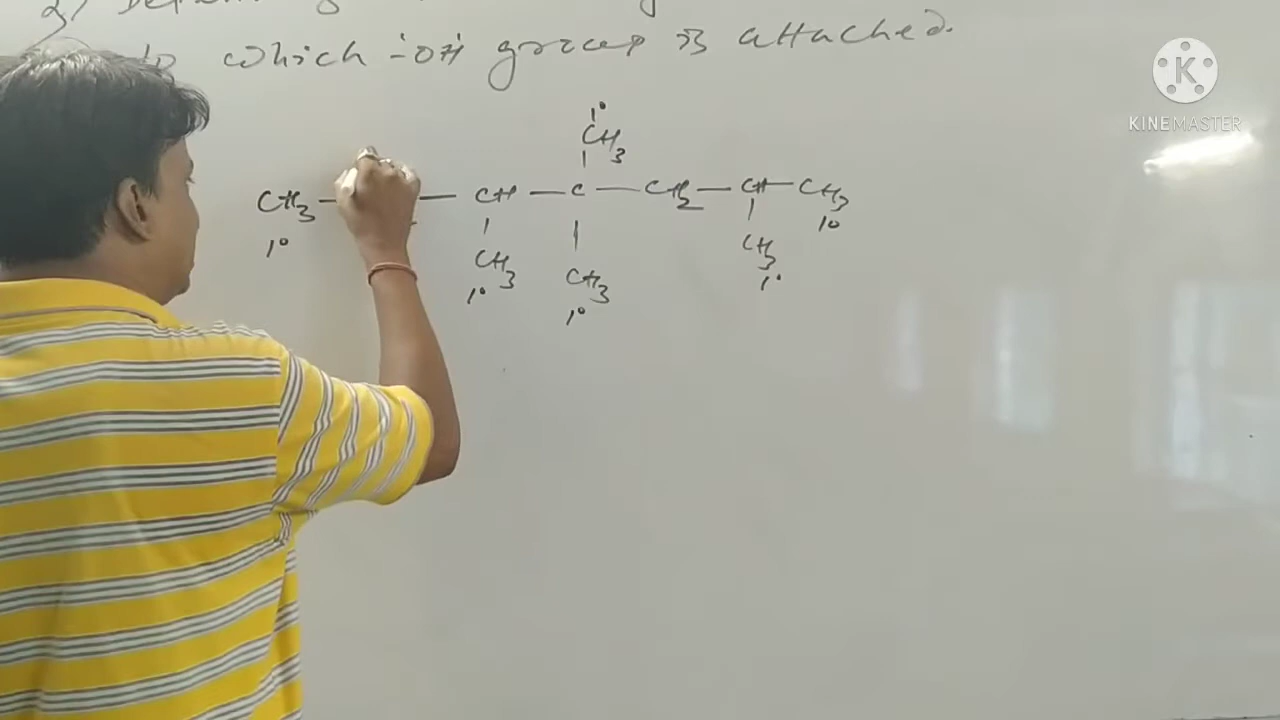 to which -OH group is attached.
1°
CH3
CH3 — CH — C — CH2 — CH — CH3
1° 1°
CH3 CH3 CH3
1° 1° 1°
K
KINEMASTER